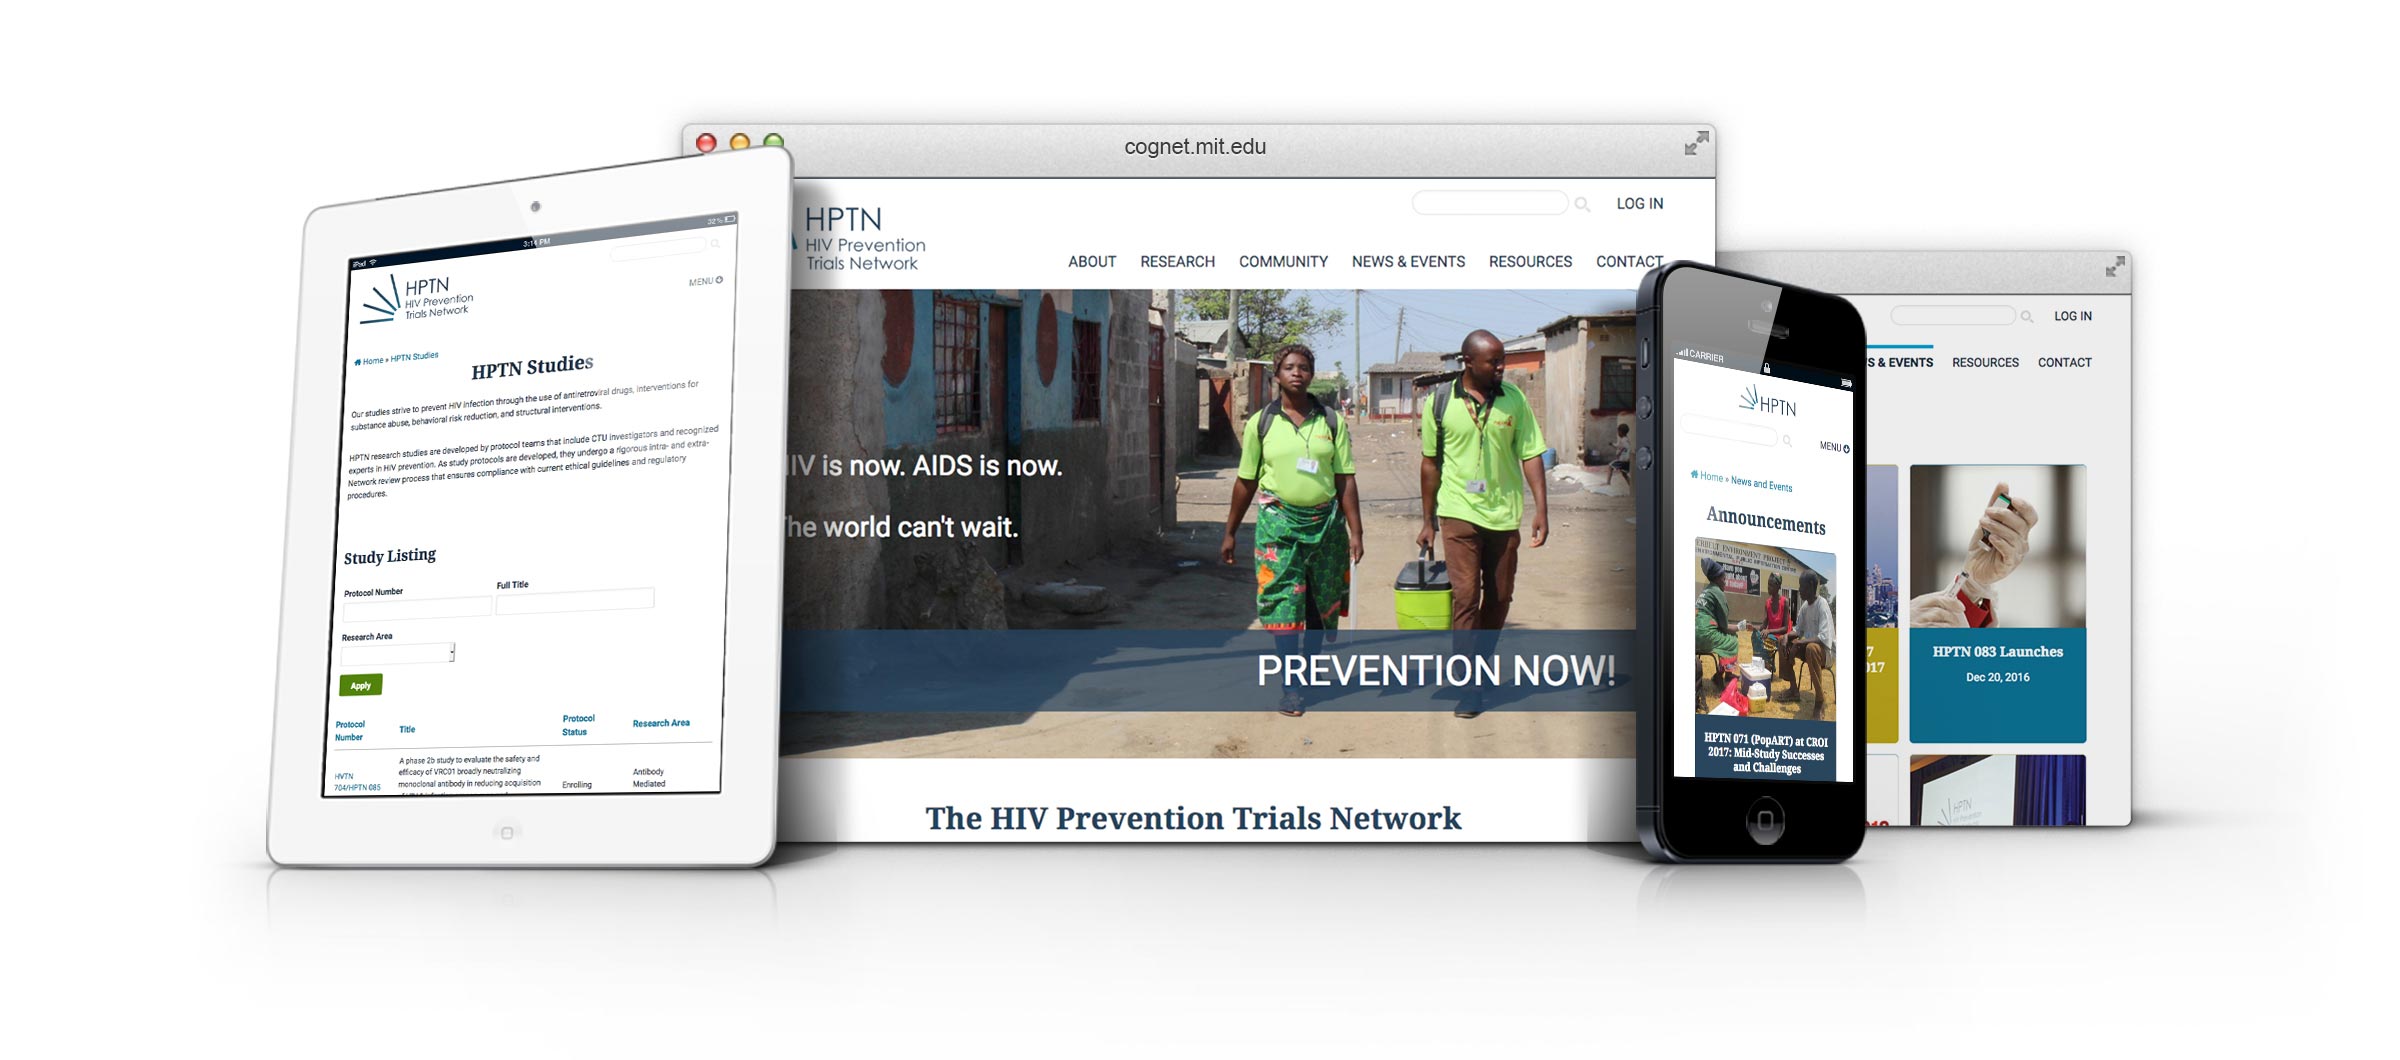 cognet.mit.edu
HPTN
HIV Prevention
Trials Network
LOG IN
ABOUT RESEARCH COMMUNITY NEWS & EVENTS RESOURCES CONTACT
HIV is now. AIDS is now.
The world can't wait.
PREVENTION NOW!
The HIV Prevention Trials Network
iPad
3:14 PM
32%
HPTN
HIV Prevention
Trials Network
MENU
Home » HPTN Studies
HPTN Studies
Our studies strive to prevent HIV infection through the use of antiretroviral drugs, interventions for
substance abuse, behavioral risk reduction, and structural interventions.
HPTN research studies are developed by protocol teams that include CTU investigators and recognized
experts in HIV prevention. As study protocols are developed, they undergo a rigorous intra- and extra-
Network review process that ensures compliance with current ethical guidelines and regulatory
procedures.
Study Listing
Protocol Number
Full Title
Research Area
Apply
Protocol
Number
Title
Protocol
Status
Research Area
HVTN
704/HPTN 085
A phase 2b study to evaluate the safety and
efficacy of VRC01 broadly neutralizing
monoclonal antibody in reducing acquisition
Enrolling
Antibody
Mediated
CARRIER
HPTN
MENU
Home » News and Events
Announcements
ENVIRONMENT PROJECT
HPTN 071 (PopART) at CROI
2017: Mid-Study Successes
and Challenges
LOG IN
S & EVENTS RESOURCES CONTACT
7
017
HPTN 083 Launches
Dec 20, 2016
HPTN